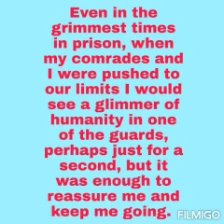 Even in the
grimmest times
in prison, when
my comrades and
I were pushed to
our limits I would
see a glimmer of
humanity in one
of the guards,
perhaps just for a
second, but it
was enough to
reassure me and
keep me going.
FILMIGO